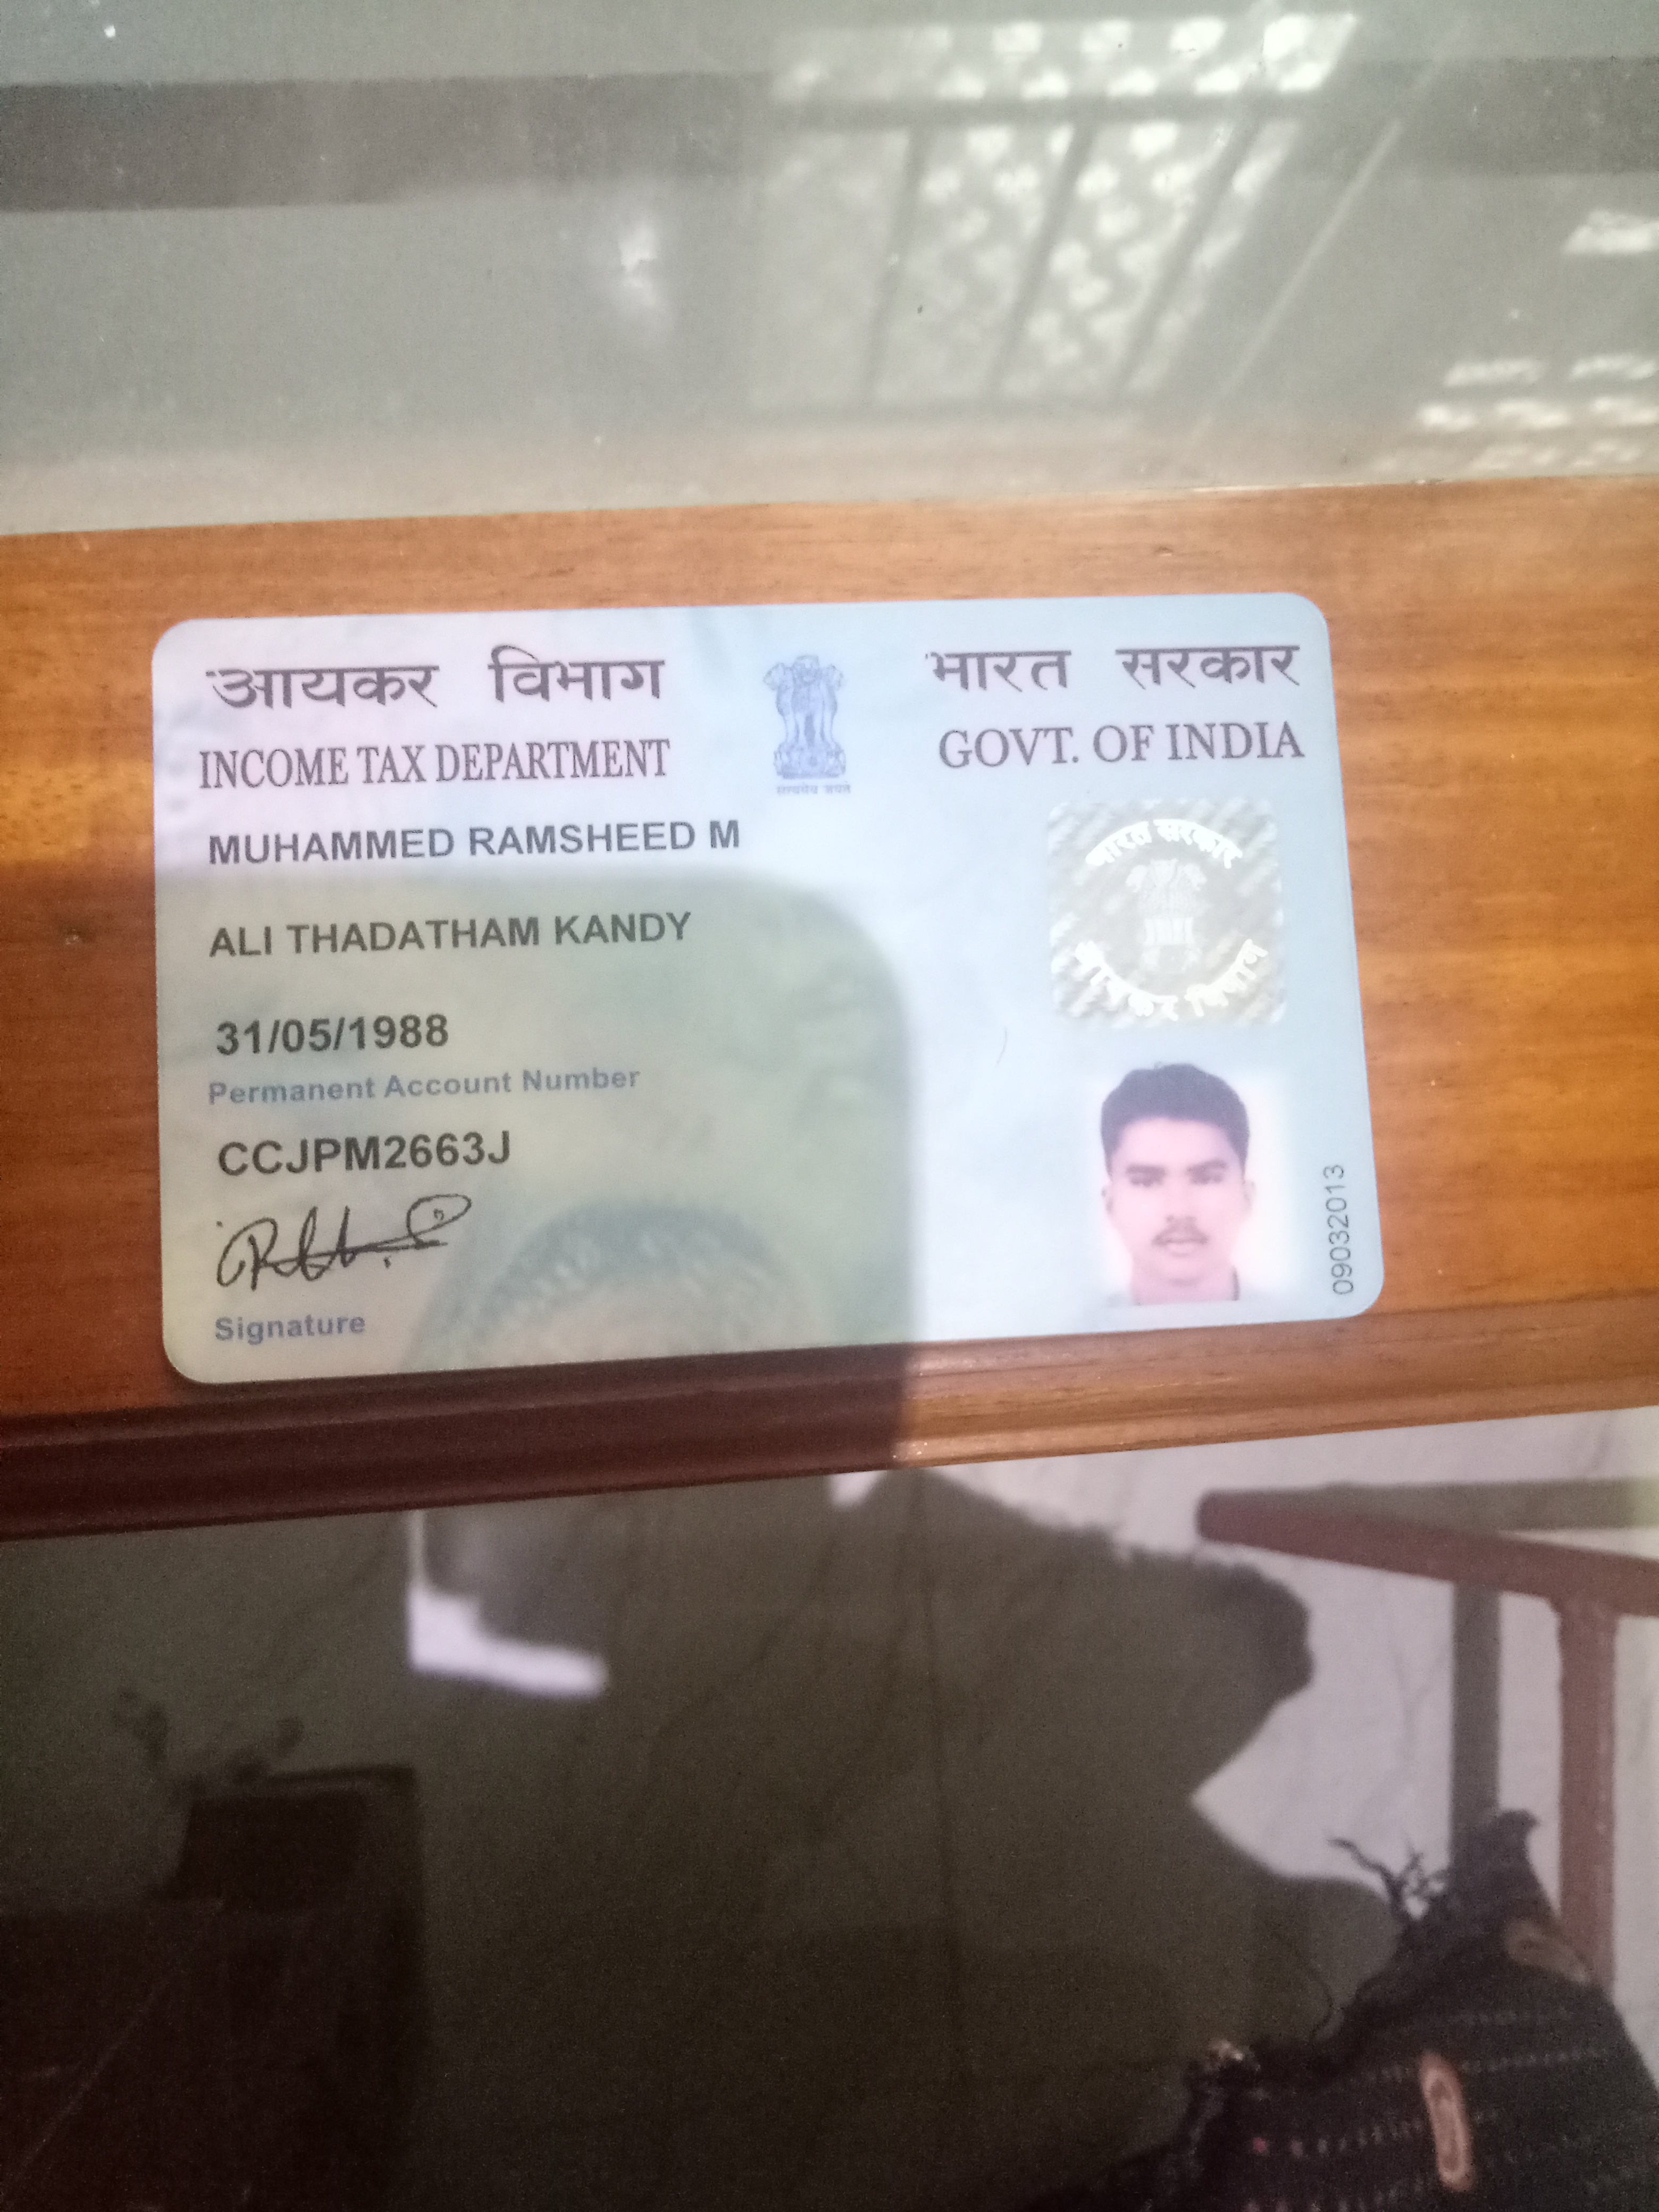 आयकर विभाग
INCOME TAX DEPARTMENT
भारत सरकार
GOVT. OF INDIA
सत्यमेव जयते
MUHAMMED RAMSHEED M
ALI THADATHAM KANDY
31/05/1988
Permanent Account Number
CCJPM2663J
Signature
भारत सरकार
आयकर विभाग
09032013